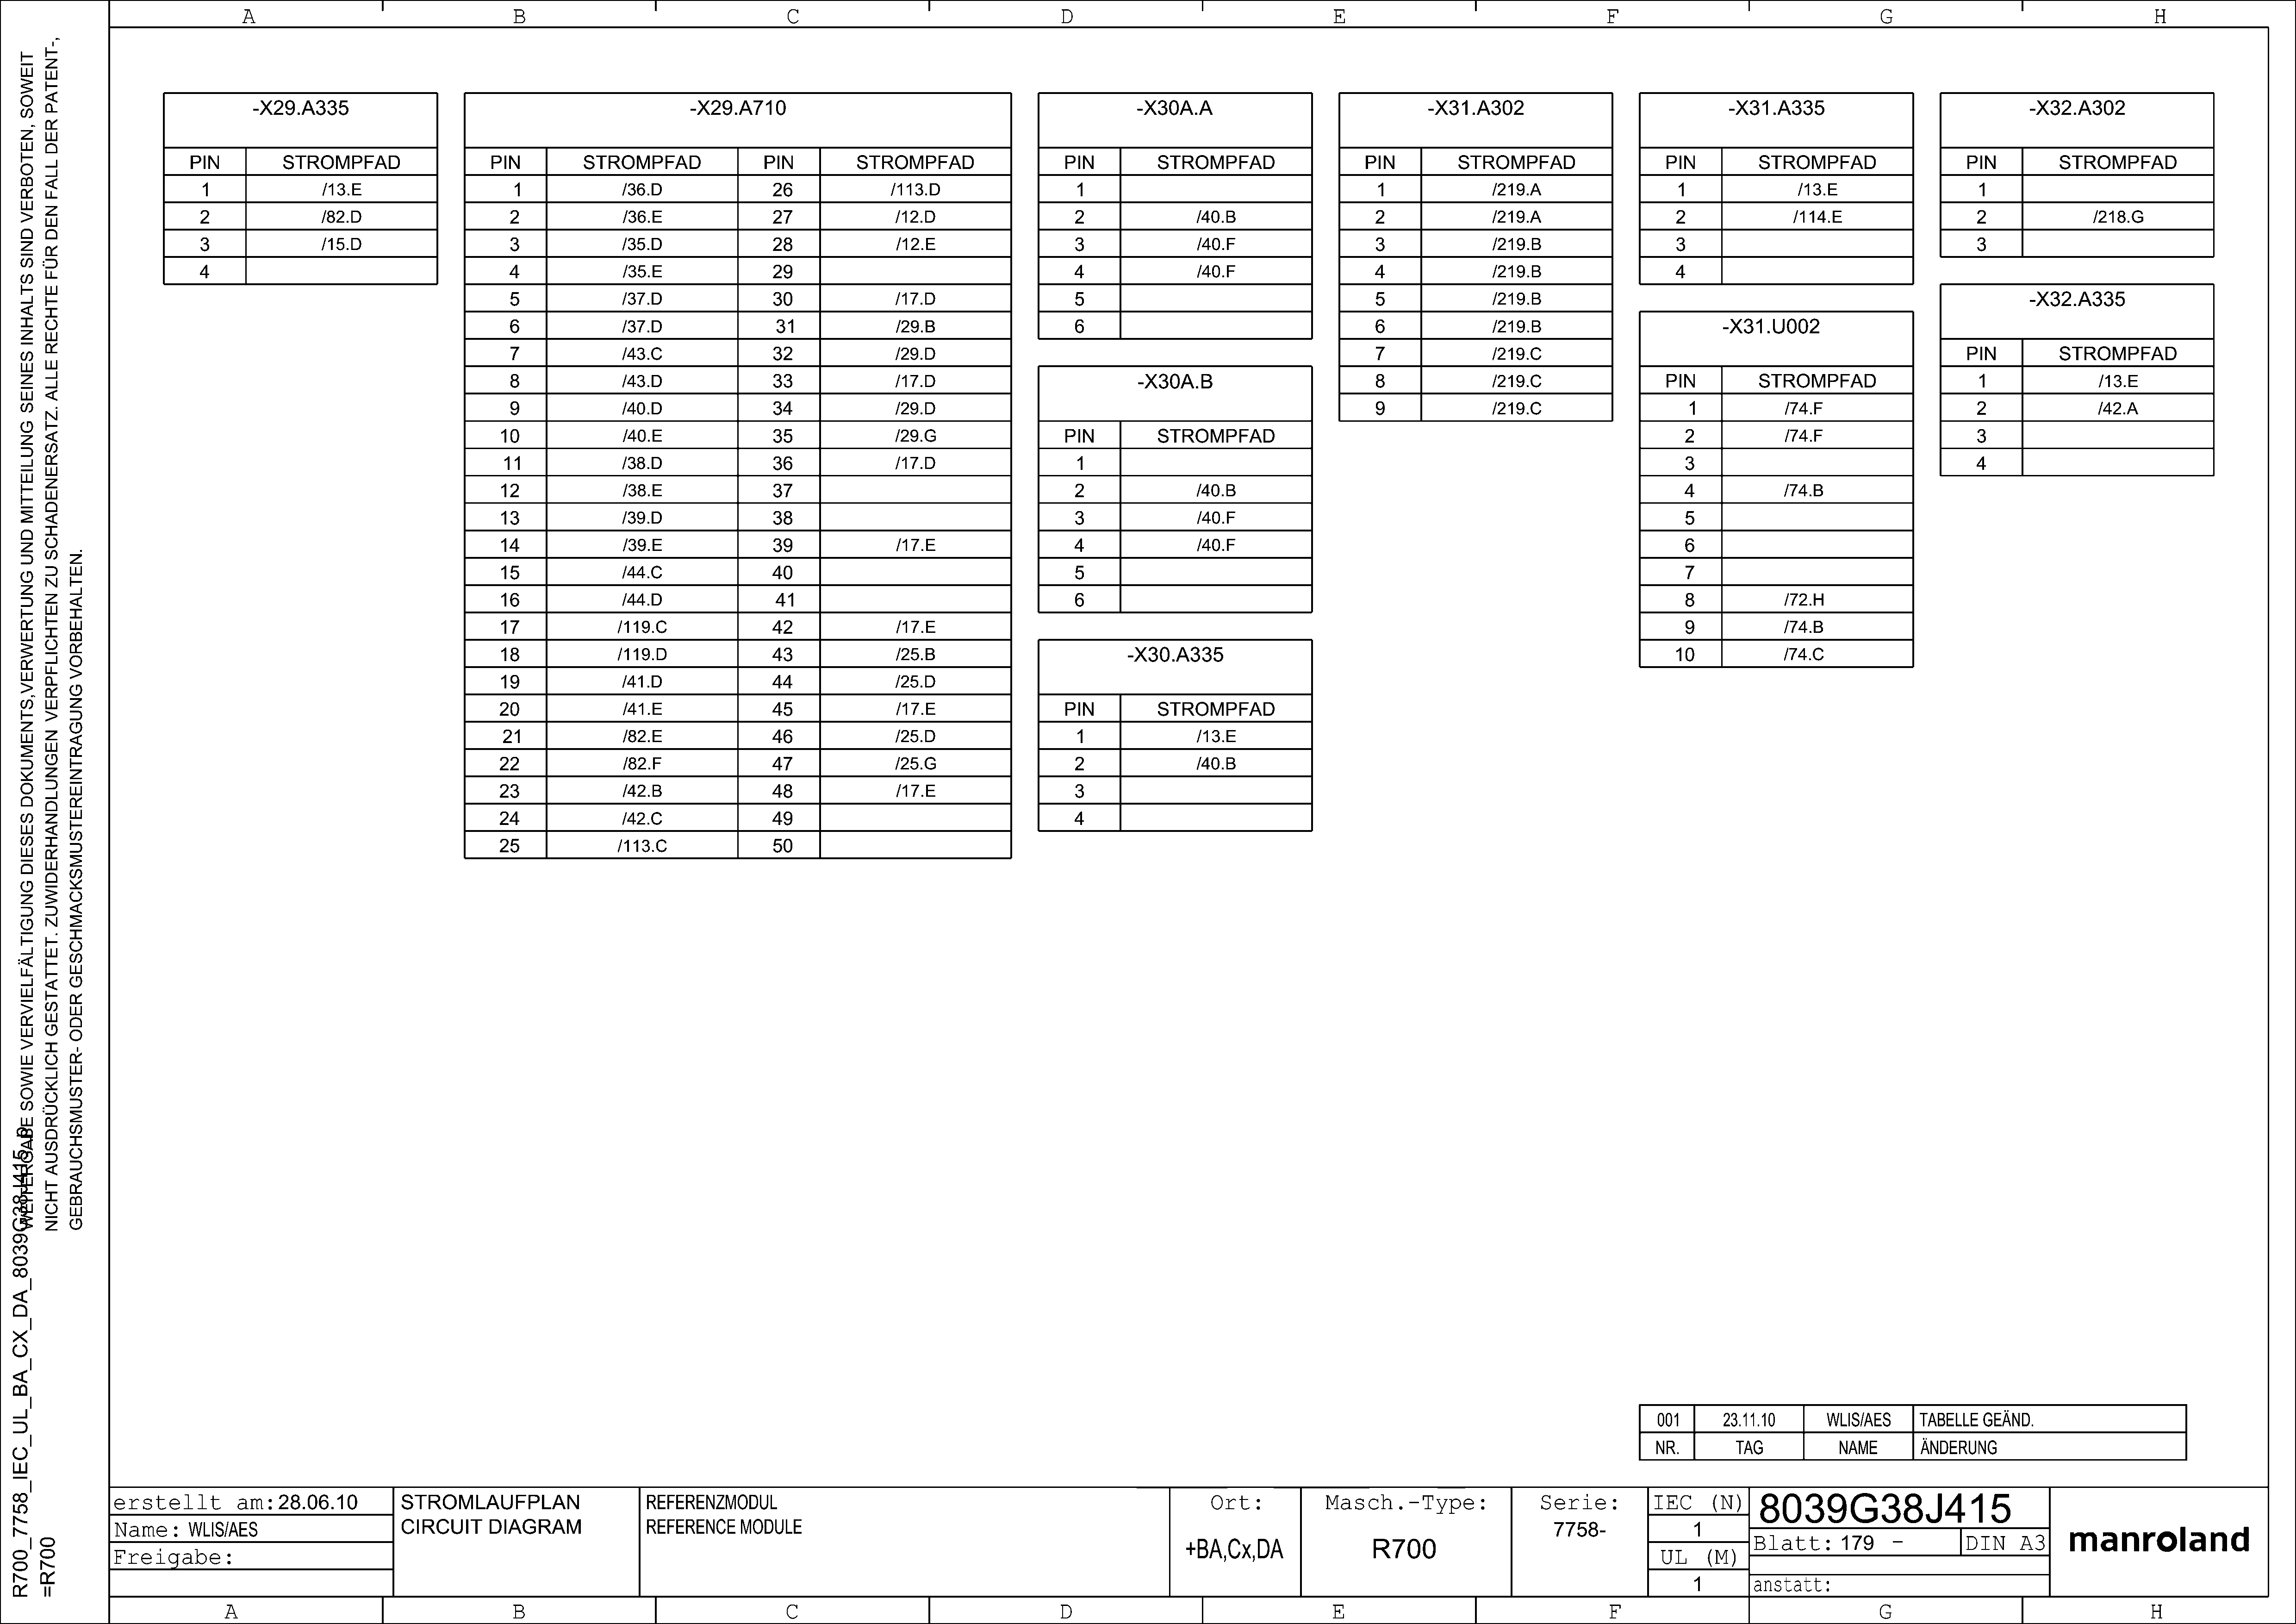 A B C D E F G H
-X29.A335
PIN STROMPFAD
1 /13.E
2 /82.D
3 /15.D
4
-X29.A710
PIN STROMPFAD PIN STROMPFAD
1 /36.D 26 /113.D
2 /36.E 27 /12.D
3 /35.D 28 /12.E
4 /35.E 29
5 /37.D 30 /17.D
6 /37.D 31 /29.B
7 /43.C 32 /29.D
8 /43.D 33 /17.D
9 /40.D 34 /29.D
10 /40.E 35 /29.G
11 /38.D 36 /17.D
12 /38.E 37
13 /39.D 38
14 /39.E 39 /17.E
15 /44.C 40
16 /44.D 41
17 /119.C 42 /17.E
18 /119.D 43 /25.B
19 /41.D 44 /25.D
20 /41.E 45 /17.E
21 /82.E 46 /25.D
22 /82.F 47 /25.G
23 /42.B 48 /17.E
24 /42.C 49
25 /113.C 50
-X30A.A
PIN STROMPFAD
1
2 /40.B
3 /40.F
4 /40.F
5
6
-X30A.B
PIN STROMPFAD
1
2 /40.B
3 /40.F
4 /40.F
5
6
-X30.A335
PIN STROMPFAD
1 /13.E
2 /40.B
3
4
-X31.A302
PIN STROMPFAD
1 /219.A
2 /219.A
3 /219.B
4 /219.B
5 /219.B
6 /219.B
7 /219.C
8 /219.C
9 /219.C
-X31.A335
PIN STROMPFAD
1 /13.E
2 /114.E
3
4
-X31.U002
PIN STROMPFAD
1 /74.F
2 /74.F
3
4 /74.B
5
6
7
8 /72.H
9 /74.B
10 /74.C
-X32.A302
PIN STROMPFAD
1
2 /218.G
3
-X32.A335
PIN STROMPFAD
1 /13.E
2 /42.A
3
4
WEITERGABE SOWIE VERVIELFÄLTIGUNG DIESES DOKUMENTS,VERWERTUNG UND MITTEILUNG SEINES INHALTS SIND VERBOTEN, SOWEIT
NICHT AUSDRÜCKLICH GESTATTET. ZUWIDERHANDLUNGEN VERPFLICHTEN ZU SCHADENERSATZ. ALLE RECHTE FÜR DEN FALL DER PATENT-,
GEBRAUCHSMUSTER- ODER GESCHMACKSMUSTEREINTRAGUNG VORBEHALTEN.
R700_7758_IEC_UL_BA_CX_DA_8039G38J415_P
=R700
001 23.11.10 WLIS/AES TABELLE GEÄND.
NR. TAG NAME ÄNDERUNG
erstellt am: 28.06.10
Name: WLIS/AES
Freigabe:
STROMLAUFPLAN
CIRCUIT DIAGRAM
REFERENZMODUL
REFERENCE MODULE
Ort:
+BA,Cx,DA
Masch.-Type:
R700
Serie:
7758-
IEC (N)
1
UL (M)
1
8039G38J415
Blatt: 179 - DIN A3
anstatt:
manroland
A B C D E F G H